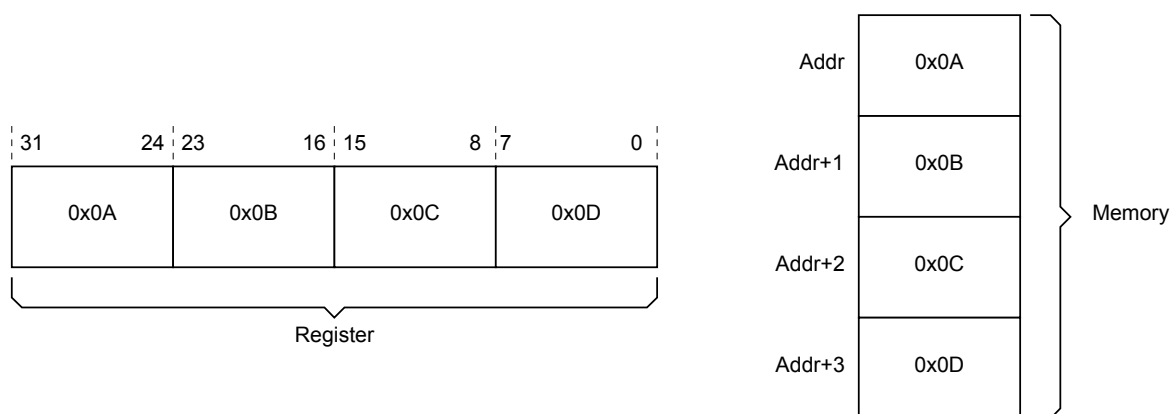 31 24 23 16 15 8 7 0
0x0A 0x0B 0x0C 0x0D
Register
Addr 0x0A
Addr+1 0x0B
Addr+2 0x0C
Addr+3 0x0D
Memory